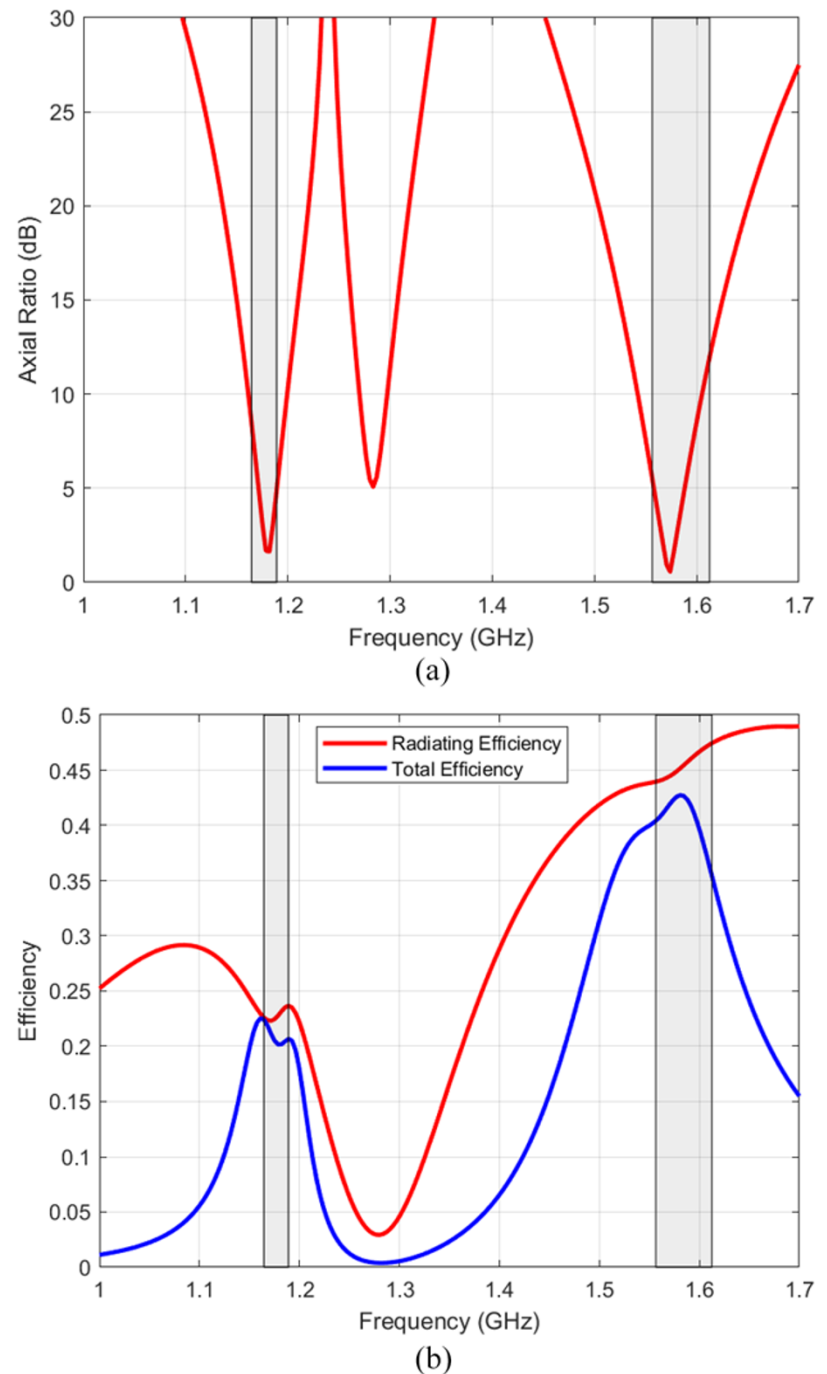 30
25
20
15
10
5
0
Axial Ratio (dB)
1 1.1 1.2 1.3 1.4 1.5 1.6 1.7
Frequency (GHz)
(a)
0.5
0.45
0.4
0.35
0.3
0.25
0.2
0.15
0.1
0.05
0
Efficiency
Radiating Efficiency
Total Efficiency
1 1.1 1.2 1.3 1.4 1.5 1.6 1.7
Frequency (GHz)
(b)